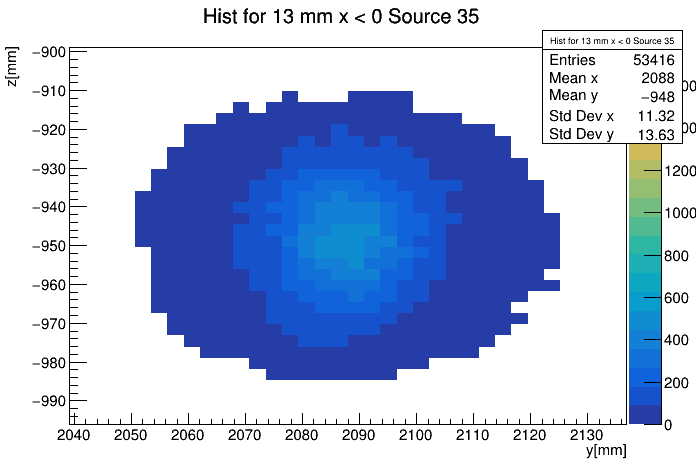 Hist for 13 mm x < 0 Source 35
Hist for 13 mm x < 0 Source 35
Entries 53416
Mean x 2088
Mean y −948
Std Dev x 11.32
Std Dev y 13.63
z[mm]
−900
−910
−920
−930
−940
−950
−960
−970
−980
−990
2040 2050 2060 2070 2080 2090 2100 2110 2120 2130
y[mm]
1200
1000
800
600
400
200
0